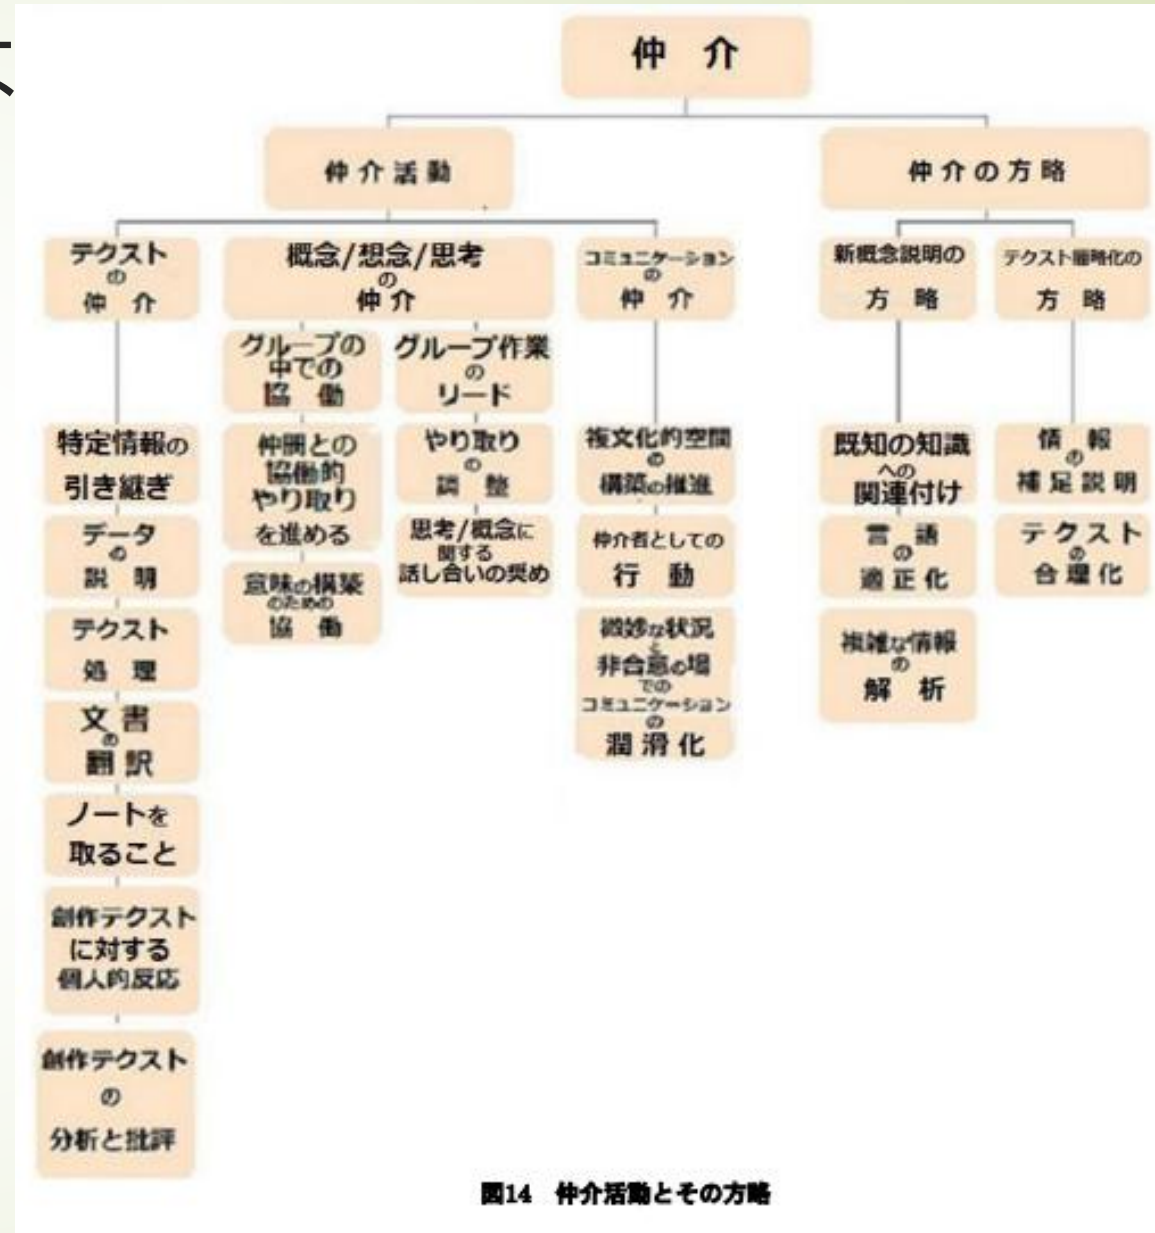 仲 介
仲介活動
仲介の方略
テクスト
の
仲 介
概念/想念/思考
の
仲介
コミュニケーション
の
仲 介
新概念説明の
方 略
テクスト簡略化の
方 略
グループの
中での
協 働
グループ作業
の
リード
特定情報の
引き継ぎ
仲間との
協働的
やり取り
を進める
やり取り
の
調 整
複文化的空間
の
構築の推進
既知の知識
への
関連付け
情 報
の
補足説明
データ
の
説 明
思考/概念に
関する
話し合いの奨め
仲介者としての
行 動
言 語
の
適正化
テクスト
の
合理化
意味の構築
のための
協 働
テクスト
処 理
微妙な状況
と
非合意の場
での
コミュニケーション
の
潤滑化
複雑な情報
の
解 析
文書
の
翻訳
ノートを
取ること
創作テクスト
に対する
個人的反応
創作テクスト
の
分析と批評
図14 仲介活動とその方略